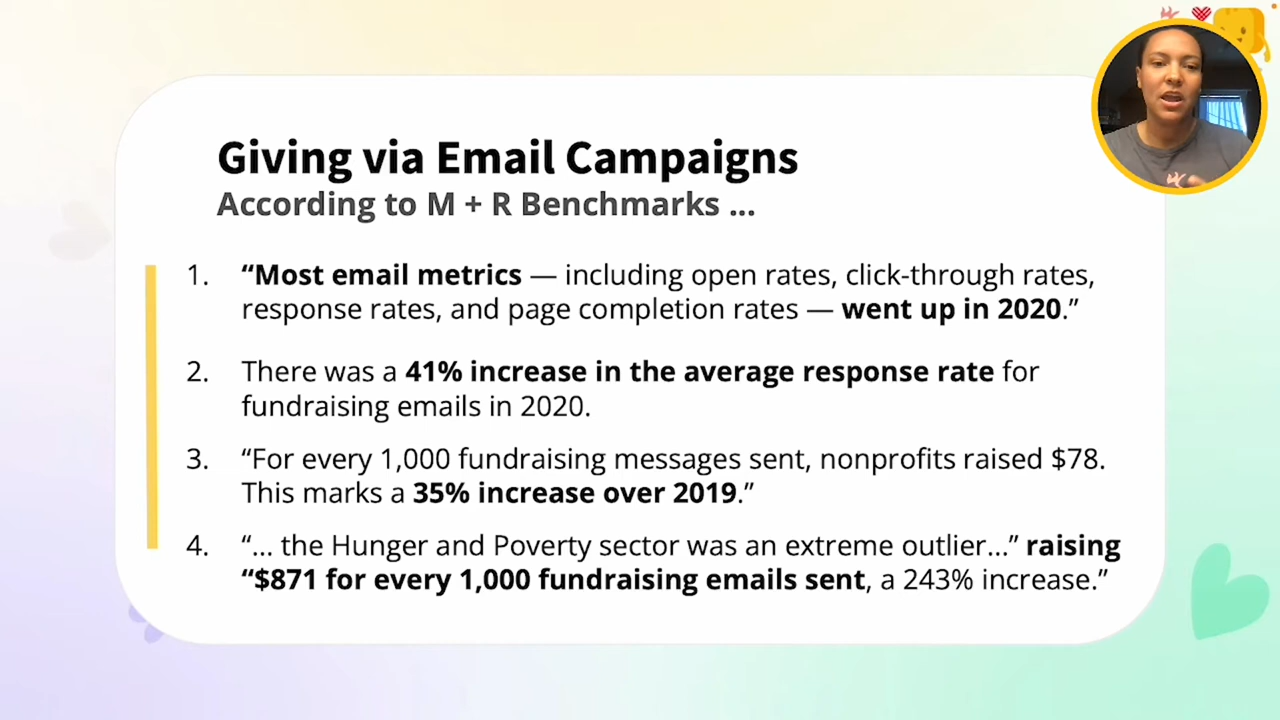 Giving via Email Campaigns
According to M + R Benchmarks ...
1. “Most email metrics — including open rates, click-through rates,
response rates, and page completion rates — went up in 2020.”
2. There was a 41% increase in the average response rate for
fundraising emails in 2020.
3. “For every 1,000 fundraising messages sent, nonprofits raised $78.
This marks a 35% increase over 2019.”
4. “... the Hunger and Poverty sector was an extreme outlier...” raising
“$871 for every 1,000 fundraising emails sent, a 243% increase.”